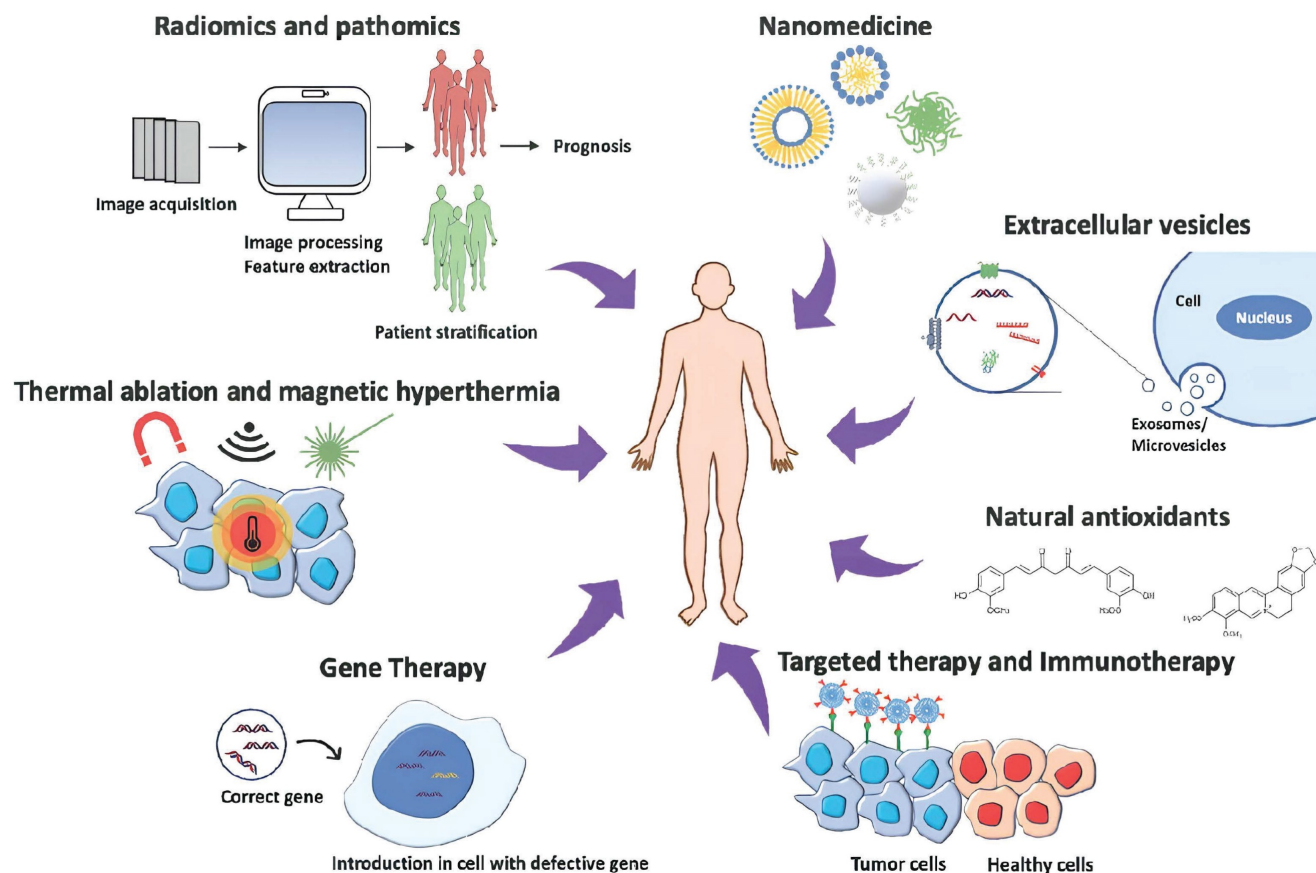 Radiomics and pathomics
Image acquisition
Image processing
Feature extraction
Prognosis
Patient stratification
Nanomedicine
Extracellular vesicles
Cell
Nucleus
Exosomes/
Microvesicles
Thermal ablation and magnetic hyperthermia
Natural antioxidants
HO
OH
Gene Therapy
Correct gene
Introduction in cell with defective gene
Targeted therapy and Immunotherapy
Tumor cells
Healthy cells